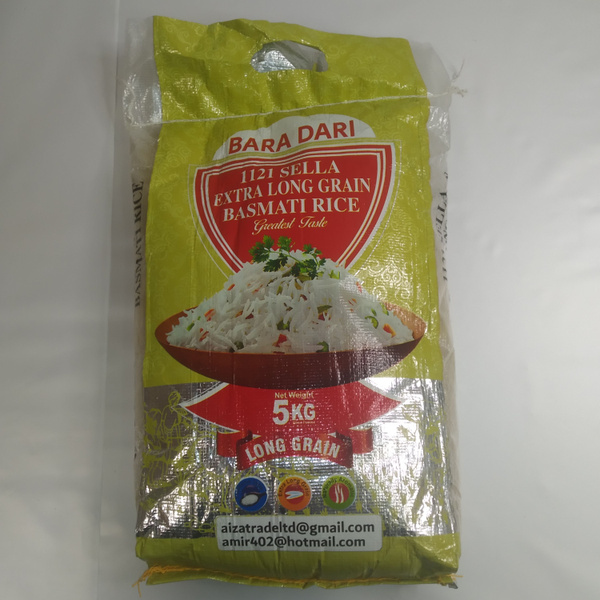 BARA DARI
1121 SELLA
EXTRA LONG GRAIN
BASMATI RICE
Greatest Taste
BASMATI RICE
Net Weight
5KG
LONG GRAIN
aizatradeltd@gmail.com
amir402@hotmail.com